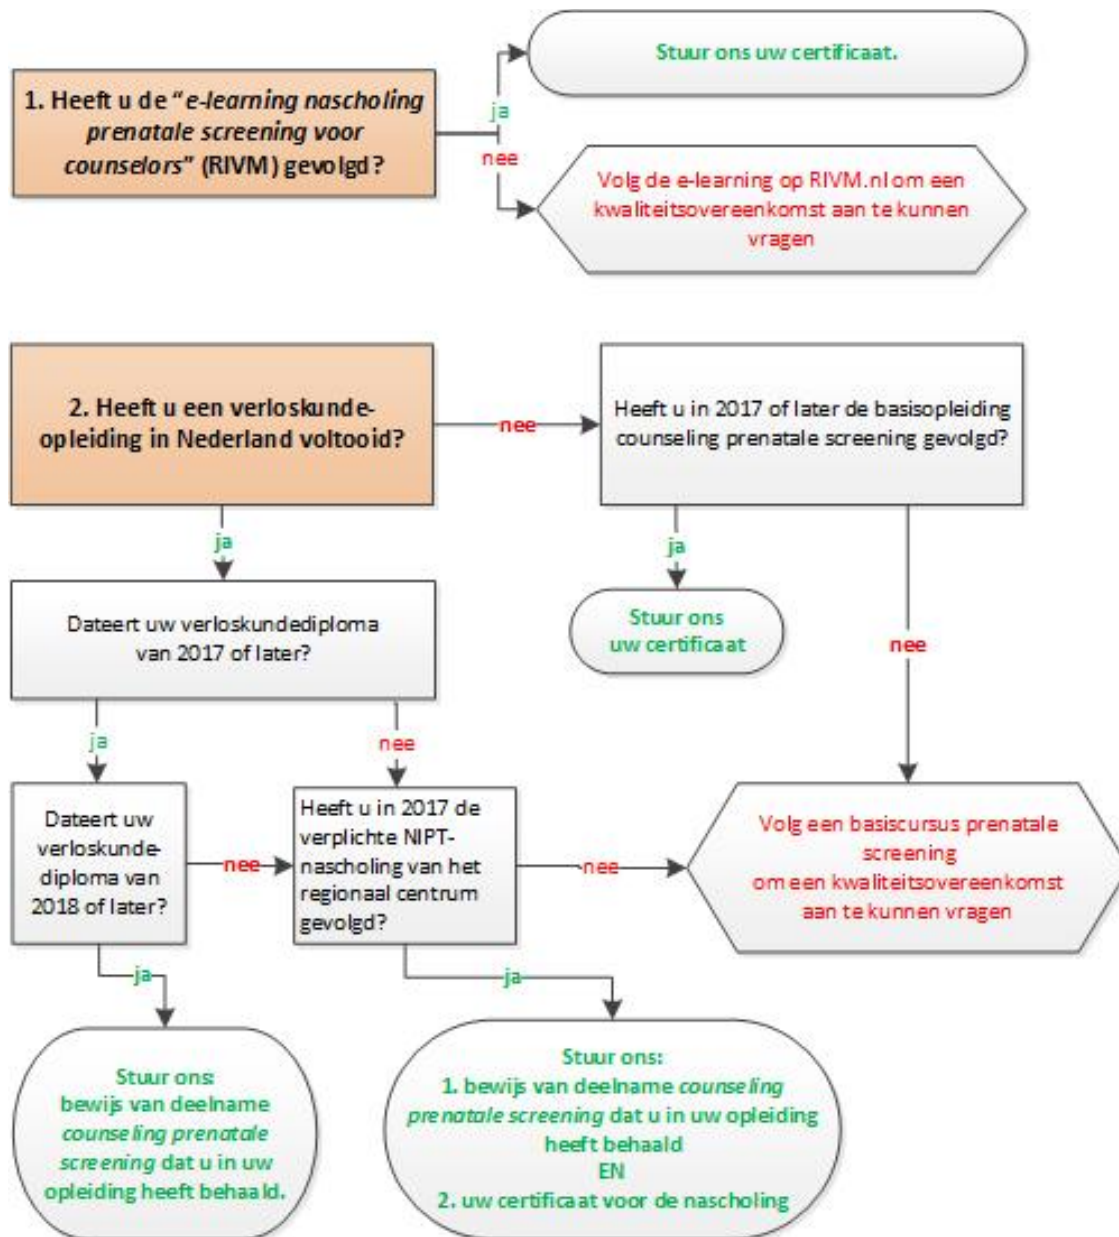 Stuur ons uw certificaat.
1. Heeft u de "e-learning nascholing
prenatale screening voor
counselors" (RIVM) gevolgd?
ja
nee
Volg de e-learning op RIVM.nl om een
kwaliteitsovereenkomst aan te kunnen
vragen
2. Heeft u een verloskunde-
opleiding in Nederland voltooid?
nee
Heeft u in 2017 of later de basisopleiding
counseling prenatale screening gevolgd?
ja
ja
Stuur ons
uw certificaat
nee
Dateert uw verloskundediploma
van 2017 of later?
ja
nee
Dateert uw
verloskunde-
diploma van
2018 of later?
nee
Heeft u in 2017 de
verplichte NIPT-
nascholing van het
regionaal centrum
gevolgd?
nee
Volg een basiscursus prenatale
screening
om een kwaliteitsovereenkomst
aan te kunnen vragen
ja
ja
Stuur ons:
bewijs van deelname
counseling prenatale
screening dat u in uw
opleiding heeft behaald.
Stuur ons:
1. bewijs van deelname counseling
prenatale screening dat u in uw opleiding
heeft behaald
EN
2. uw certificaat voor de nascholing